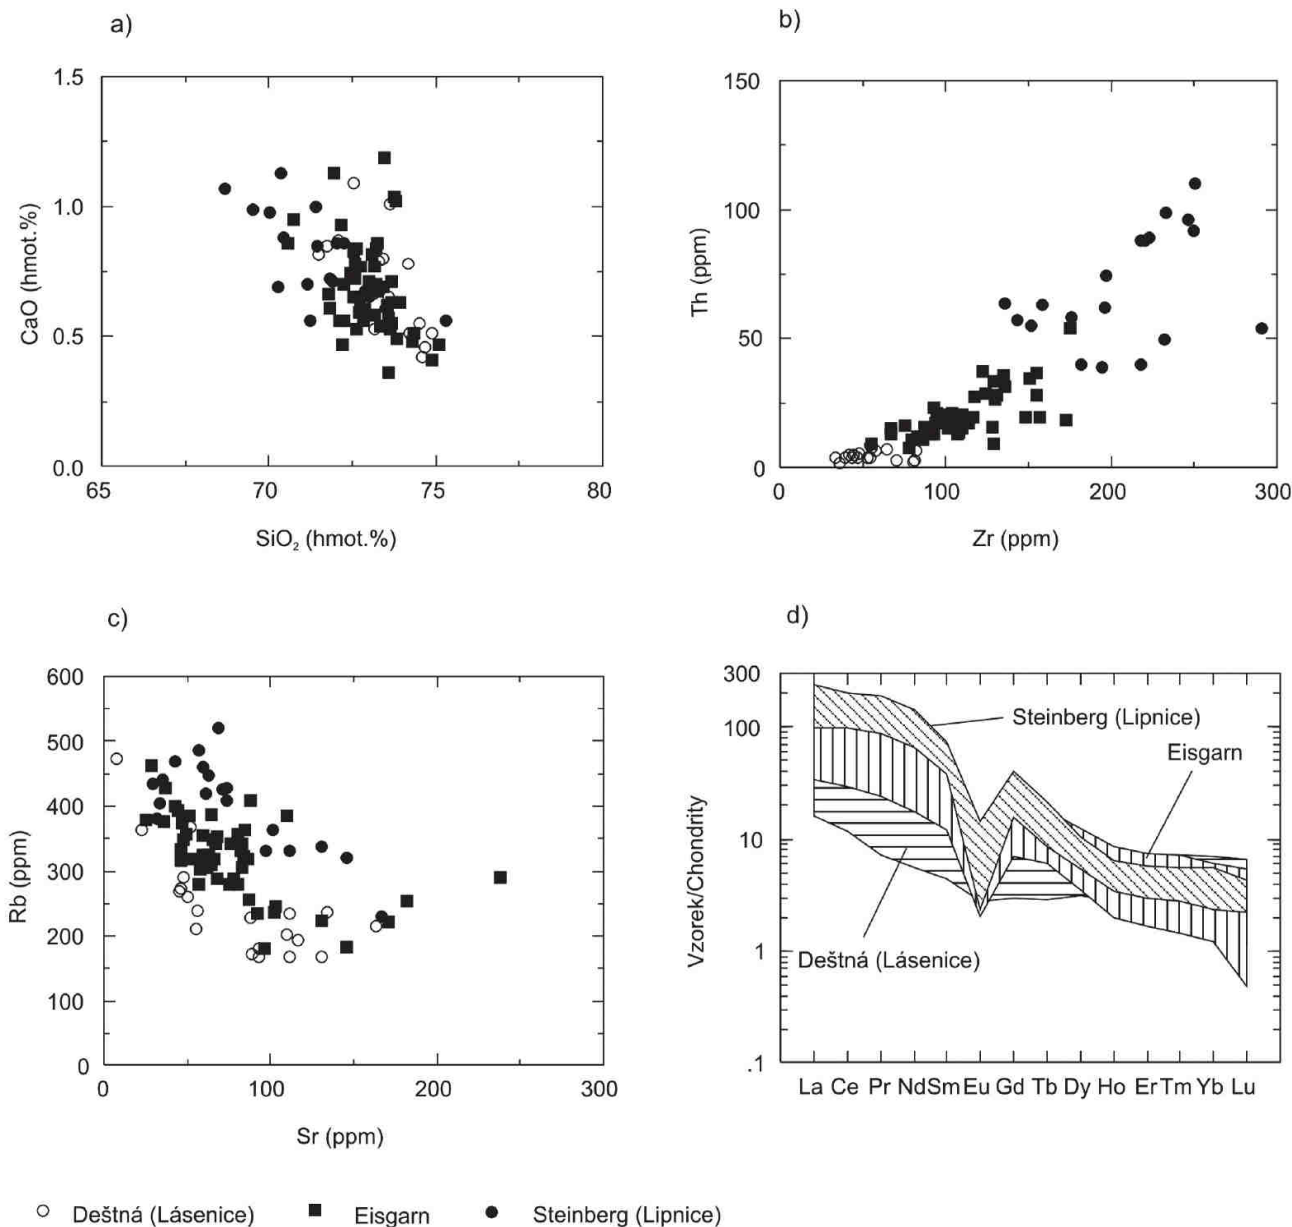 a)
1.5
1.0
0.5
0.0
CaO (hmot.%)
65 70 75 80
SiO₂ (hmot.%)
b)
150
100
50
0
Th (ppm)
0 100 200 300
Zr (ppm)
c)
600
500
400
300
200
100
0
Rb (ppm)
0 100 200 300
Sr (ppm)
d)
300
100
10
1
.1
Vzorek/Chondrity
Steinberg (Lipnice)
Eisgarn
Deštná (Lásenice)
La Ce Pr Nd Sm Eu Gd Tb Dy Ho Er Tm Yb Lu
Deštná (Lásenice) Eisgarn Steinberg (Lipnice)